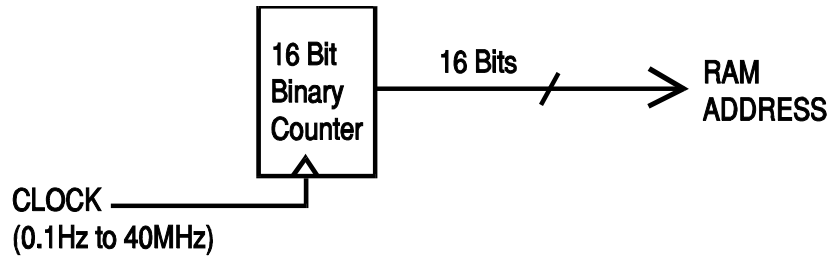 16 Bit
Binary
Counter
16 Bits
RAM
ADDRESS
CLOCK
(0.1Hz to 40MHz)